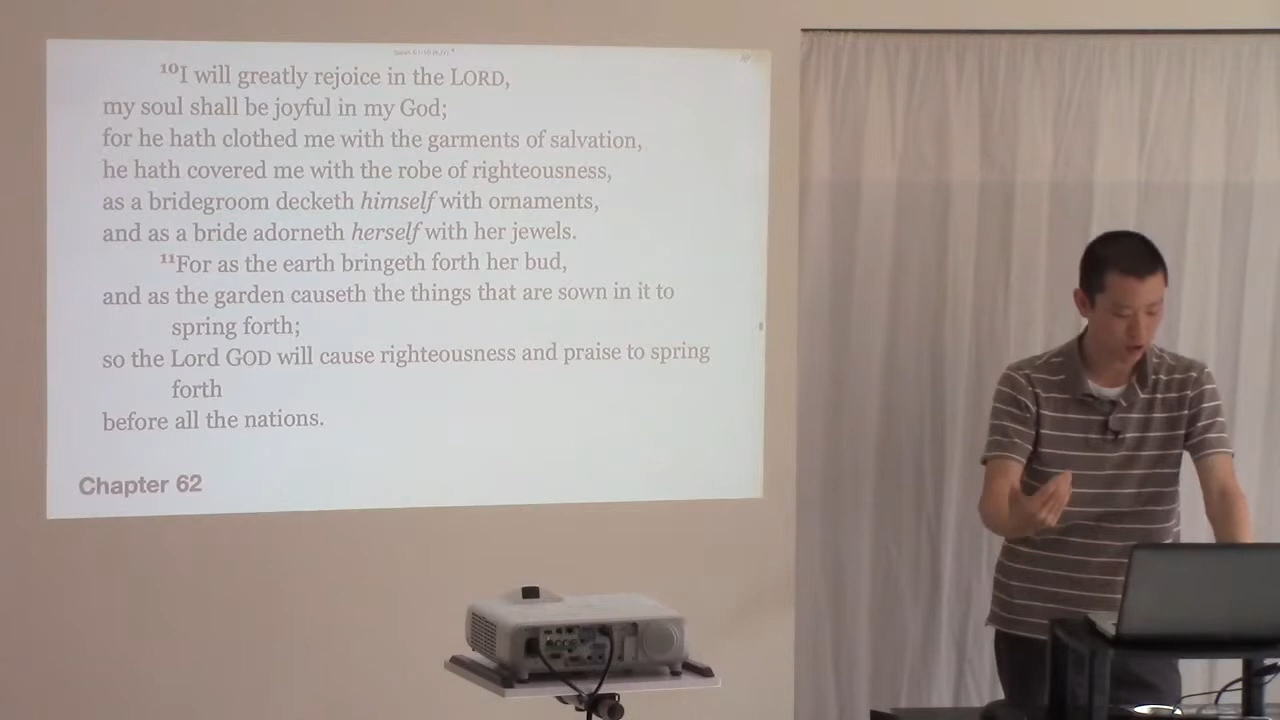 ¹⁰I will greatly rejoice in the LORD,
my soul shall be joyful in my God;
for he hath clothed me with the garments of salvation,
he hath covered me with the robe of righteousness,
as a bridegroom decketh himself with ornaments,
and as a bride adorneth herself with her jewels.
¹¹For as the earth bringeth forth her bud,
and as the garden causeth the things that are sown in it to
spring forth;
so the Lord GOD will cause righteousness and praise to spring
forth
before all the nations.
Chapter 62